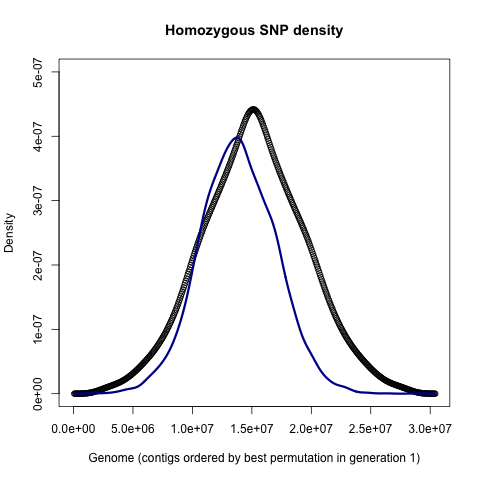 Homozygous SNP density
Density
5e-07
4e-07
3e-07
2e-07
1e-07
0e+00
0.0e+00 5.0e+06 1.0e+07 1.5e+07 2.0e+07 2.5e+07 3.0e+07
Genome (contigs ordered by best permutation in generation 1)